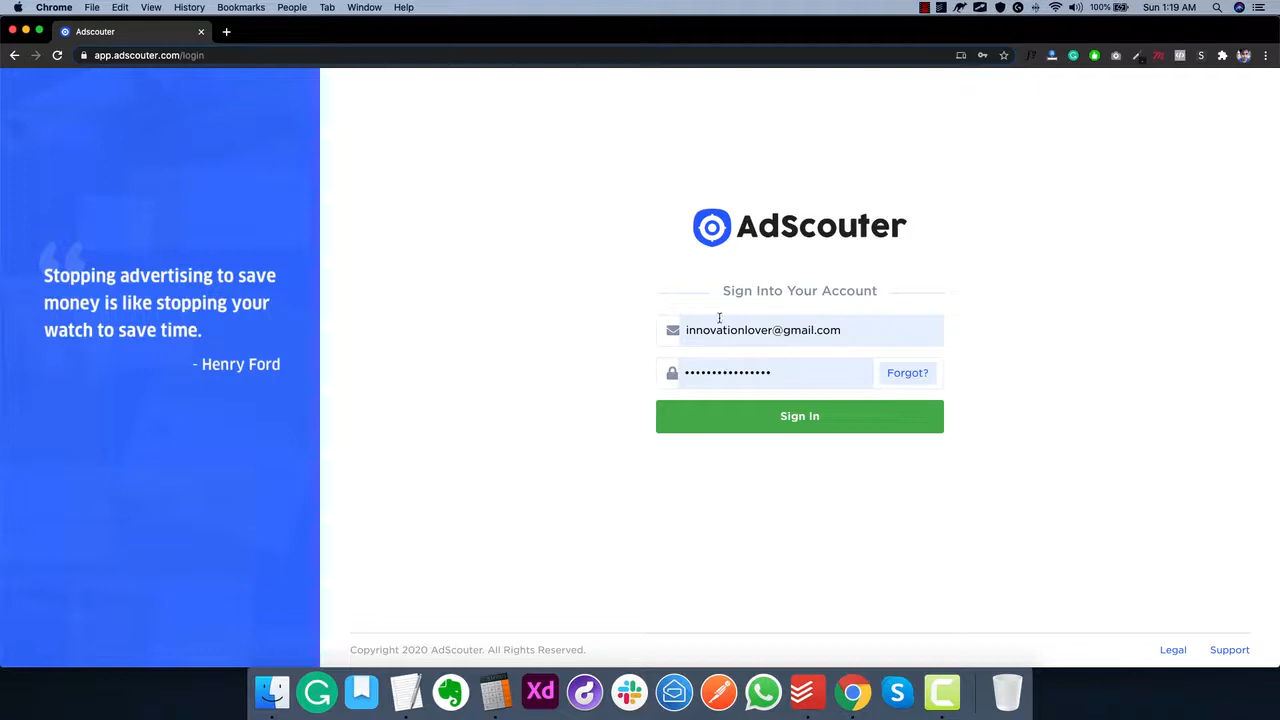 Chrome File Edit View History Bookmarks People Tab Window Help 100% Sun 1:19 AM
Adscouter
app.adscouter.com/login
AdScouter
Sign Into Your Account
innovationlover@gmail.com
••••••••••••••••
Forgot?
Sign In
“
Stopping advertising to save
money is like stopping your
watch to save time.
- Henry Ford
Copyright 2020 AdScouter. All Rights Reserved.
Legal Support
Xd